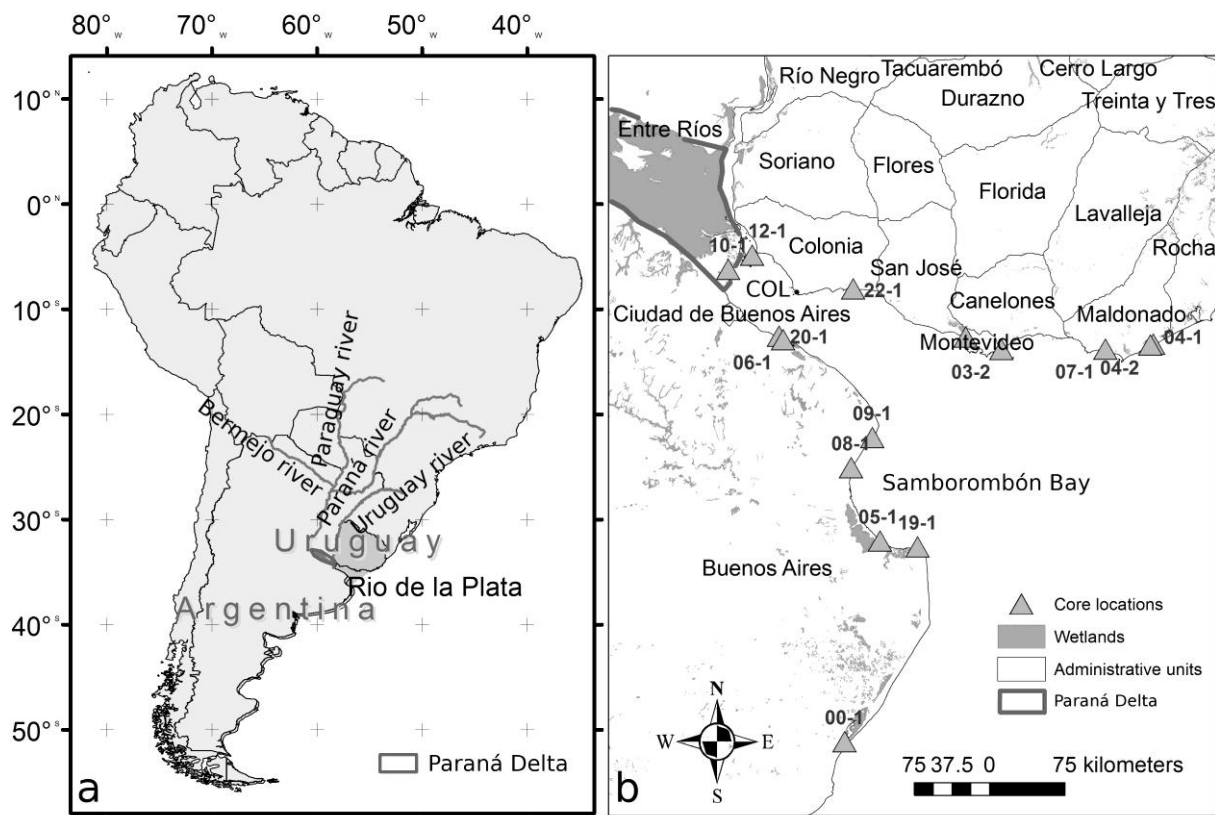 80°w 70°w 60°w 50°w 40°w
10°N
0°N
10°S
20°S
30°S
40°S
50°S
Bermejo river
Paraguay river
Paraná river
Uruguay river
Uruguay
Rio de la Plata
Argentina
Paraná Delta
a
Río Negro
Tacuarembó
Cerro Largo
Durazno
Treinta y Tres
Entre Ríos
Soriano
Flores
Florida
Lavalleja
Rocha
10-1
12-1
Colonia
San José
COL
22-1
Canelones
Maldonado
Ciudad de Buenos Aires
Montevideo
04-1
06-1
20-1
03-2
07-1
04-2
09-1
08-1
Samborombón Bay
05-1
19-1
Buenos Aires
00-1
Core locations
Wetlands
Administrative units
Paraná Delta
N
W
E
S
75 37.5 0 75 kilometers
b